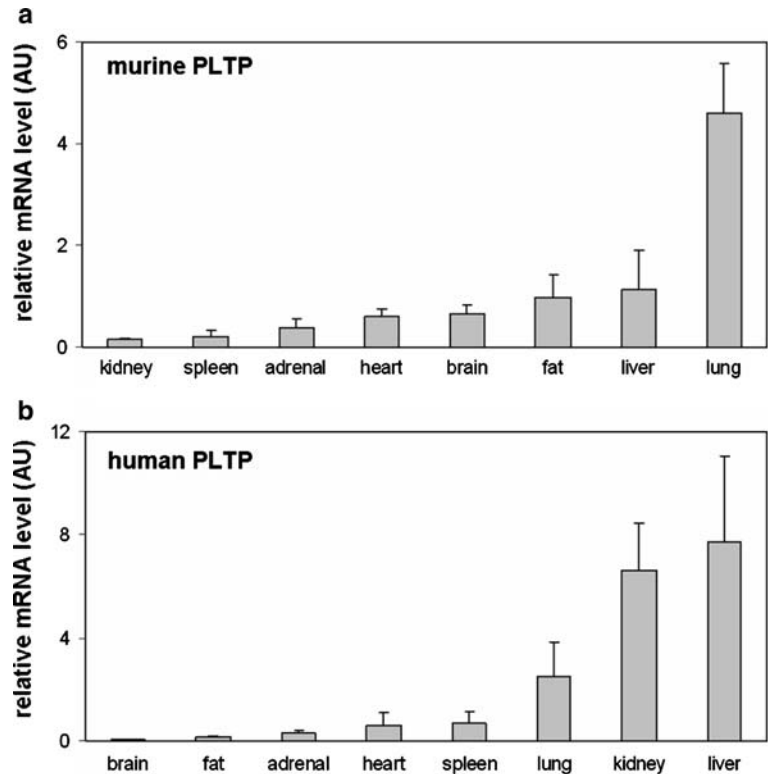 a
relative mRNA level (AU)
6
4
2
0
murine PLTP
kidney spleen adrenal heart brain fat liver lung
b
relative mRNA level (AU)
12
8
4
0
human PLTP
brain fat adrenal heart spleen lung kidney liver